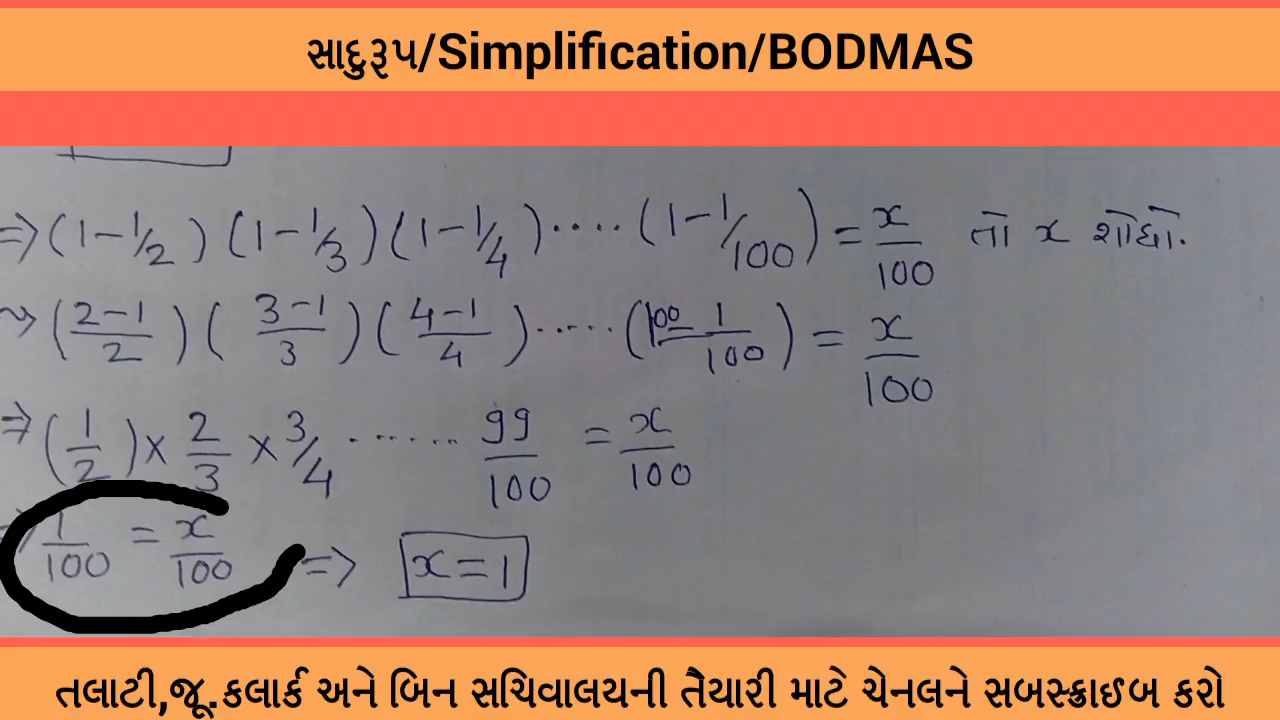 સાદુરૂપ/Simplification/BODMAS
⇒ (1-1/2) (1-1/3) (1-1/4) .... (1-1/100) = x/100 તો x શોધો.
⇒ (2-1/2) (3-1/3) (4-1/4) ..... (100-1/100) = x/100
⇒ (1/2) × 2/3 × 3/4 ...... 99/100 = x/100
⇒ 1/100 = x/100 ⇒ x=1
તલાટી,જૂ.કલાર્ક અને બિન સચિવાલયની તૈયારી માટે ચેનલને સબસ્ક્રાઇબ કરો